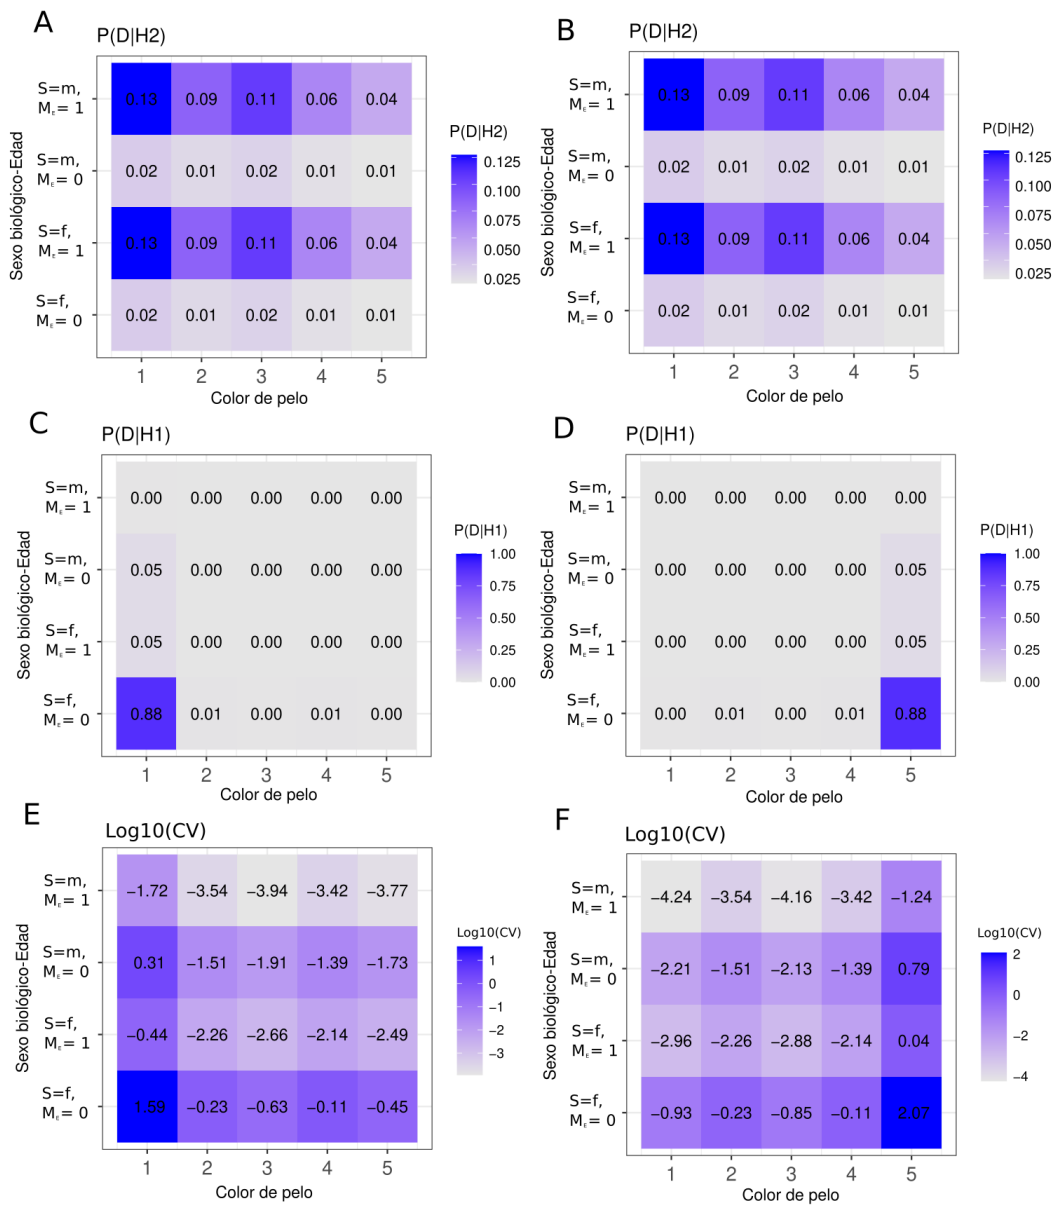 A
P(D|H2)
Sexo biológico-Edad
S=m,
M_E= 1
0.13 0.09 0.11 0.06 0.04
S=m,
M_E= 0
0.02 0.01 0.02 0.01 0.01
S=f,
M_E= 1
0.13 0.09 0.11 0.06 0.04
S=f,
M_E= 0
0.02 0.01 0.02 0.01 0.01
1 2 3 4 5
Color de pelo
P(D|H2)
0.125
0.100
0.075
0.050
0.025
B
P(D|H2)
Sexo biológico-Edad
S=m,
M_E= 1
0.13 0.09 0.11 0.06 0.04
S=m,
M_E= 0
0.02 0.01 0.02 0.01 0.01
S=f,
M_E= 1
0.13 0.09 0.11 0.06 0.04
S=f,
M_E= 0
0.02 0.01 0.02 0.01 0.01
1 2 3 4 5
Color de pelo
P(D|H2)
0.125
0.100
0.075
0.050
0.025
C
P(D|H1)
Sexo biológico-Edad
S=m,
M_E= 1
0.00 0.00 0.00 0.00 0.00
S=m,
M_E= 0
0.05 0.00 0.00 0.00 0.00
S=f,
M_E= 1
0.05 0.00 0.00 0.00 0.00
S=f,
M_E= 0
0.88 0.01 0.00 0.01 0.00
1 2 3 4 5
Color de pelo
P(D|H1)
1.00
0.75
0.50
0.25
0.00
D
P(D|H1)
Sexo biológico-Edad
S=m,
M_E= 1
0.00 0.00 0.00 0.00 0.00
S=m,
M_E= 0
0.00 0.00 0.00 0.00 0.05
S=f,
M_E= 1
0.00 0.00 0.00 0.00 0.05
S=f,
M_E= 0
0.00 0.01 0.00 0.01 0.88
1 2 3 4 5
Color de pelo
P(D|H1)
1.00
0.75
0.50
0.25
0.00
E
Log10(CV)
Sexo biológico-Edad
S=m,
M_E= 1
−1.72 −3.54 −3.94 −3.42 −3.77
S=m,
M_E= 0
0.31 −1.51 −1.91 −1.39 −1.73
S=f,
M_E= 1
−0.44 −2.26 −2.66 −2.14 −2.49
S=f,
M_E= 0
1.59 −0.23 −0.63 −0.11 −0.45
1 2 3 4 5
Color de pelo
Log10(CV)
1
0
−1
−2
−3
F
Log10(CV)
Sexo biológico-Edad
S=m,
M_E= 1
−4.24 −3.54 −4.16 −3.42 −1.24
S=m,
M_E= 0
−2.21 −1.51 −2.13 −1.39 0.79
S=f,
M_E= 1
−2.96 −2.26 −2.88 −2.14 0.04
S=f,
M_E= 0
−0.93 −0.23 −0.85 −0.11 2.07
1 2 3 4 5
Color de pelo
Log10(CV)
2
0
−2
−4